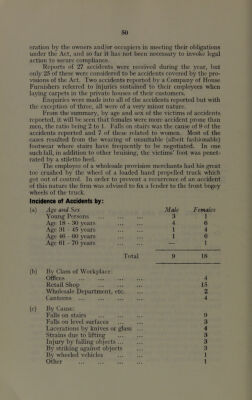 50
eration by the owners and/or occupiers in meeting their obligations
under the Act, and so far it has not been necessary to invoke legal
action to secure compliance.
Reports of 27 accidents were received during the year, but
only 25 of these were considered to be accidents covered by the pro-
visions of the Act. Two accidents reported by a Company of House
Furnishers referred to injuries sustained to their employees when
laying carpets in the private houses of their customers.
Enquiries were made into all of the accidents reported but with
the exception of three, all were of a very minor nature.
From the summary, by age and sex of the victims of accidents
reported, it will be seen that females were more accident prone than
men, the ratio being 2 to 1. Falls on stairs was the cause of 9 of the
accidents reported and 7 of these related to women. Most of the
cases resulted from the wearing of unsuitable (albeit fashionable)
footwear where stairs have frequently to be negotiated. In one
such fall, in addition to other bruising, the victims' foot was penet-
rated by a stiletto heel.
The employee of a wholesale provision merchants had his great
toe crushed by the wheel of a loaded hand propelled truck which
got out of control. In order to prevent a recurrence of an accident
of this nature the firm was advised to fix a fender to the front bogey
wheels of the truck.
Incidence of Accidents by:
(a) Age and Sex Male Females
Young Persons 3 1
Age 18 - 30 years 4 6
Age 31 - 45 years 1 4
Age 46 - 60 years 1 6
Age 61 - 70 years — 1
Total 9 18
(b) By Class of Workplace:
Offices 4
Retail Shop 15
Wholesale Department, etc. 2
Canteens 4
(c) By Cause:
Falls on stairs 9
Falls on level surfaces 3
Lacerations by knives or glass 4
Strains due to lifting 3
Injury by falling objects 3
By striking against objects 3
By wheeled vehicles 1
Other 1